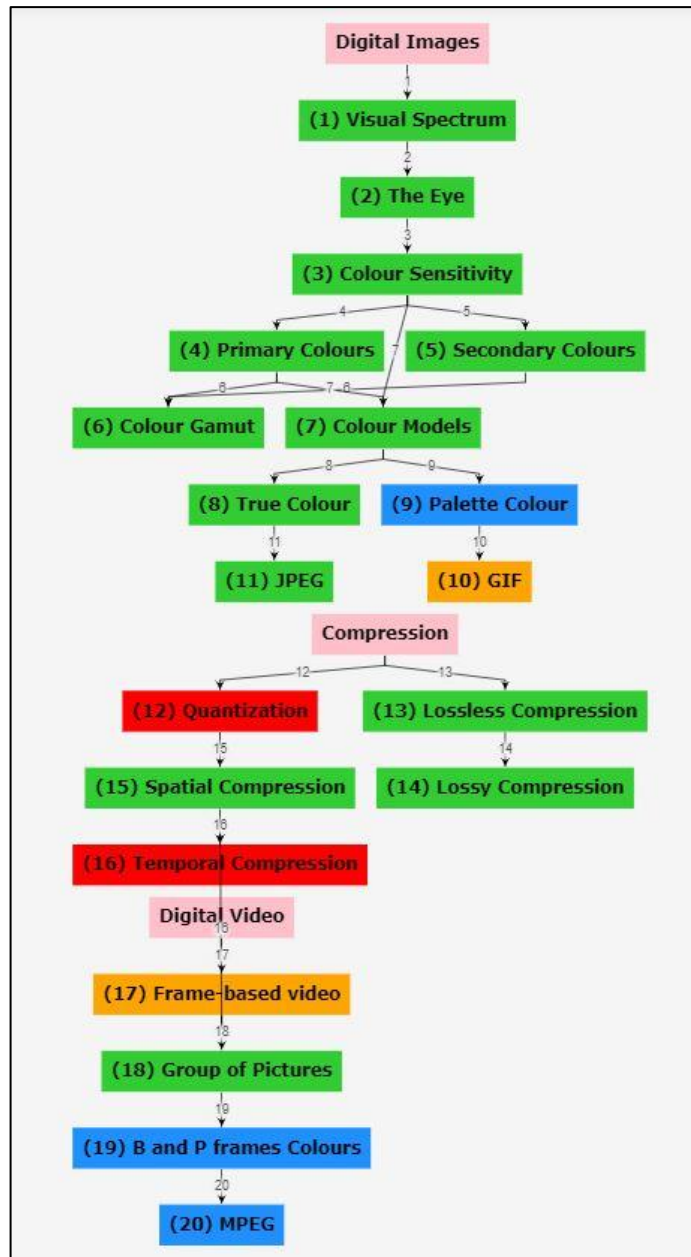 Digital Images
1
(1) Visual Spectrum
2
(2) The Eye
3
(3) Colour Sensitivity
4
5
(4) Primary Colours
7
(5) Secondary Colours
6
7
6
(6) Colour Gamut
(7) Colour Models
8
9
(8) True Colour
(9) Palette Colour
11
10
(11) JPEG
(10) GIF
Compression
12
13
(12) Quantization
(13) Lossless Compression
15
14
(15) Spatial Compression
(14) Lossy Compression
16
(16) Temporal Compression
Digital Video
16
17
(17) Frame-based video
18
(18) Group of Pictures
19
(19) B and P frames Colours
20
(20) MPEG